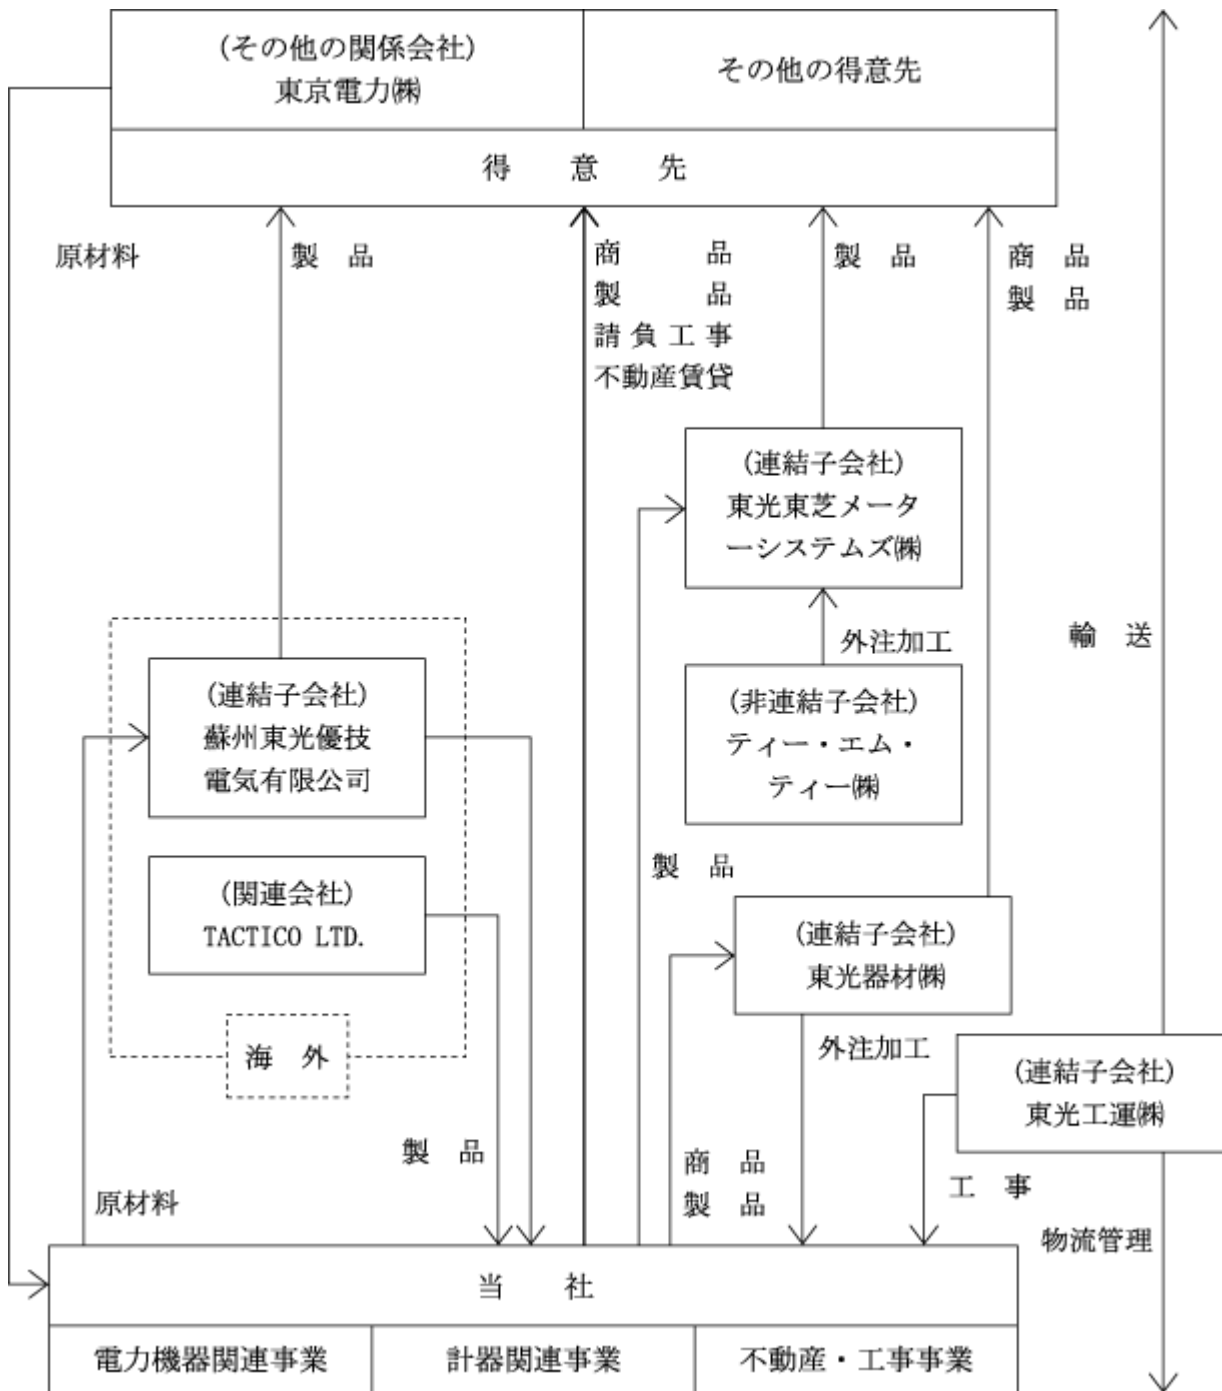 (その他の関係会社)
東京電力㈱
その他の得意先
得意先
原材料
製品
商品
製品
請負工事
不動産賃貸
製品
商品
製品
(連結子会社)
東光東芝メータ
ーシステムズ㈱
外注加工
輸送
(連結子会社)
蘇州東光優技
電気有限公司
(非連結子会社)
ティー・エム・
ティー㈱
製品
(関連会社)
TACTICO LTD.
(連結子会社)
東光器材㈱
海外
外注加工
(連結子会社)
東光工運㈱
製品
商品
製品
原材料
工事
物流管理
当社
電力機器関連事業
計器関連事業
不動産・工事事業